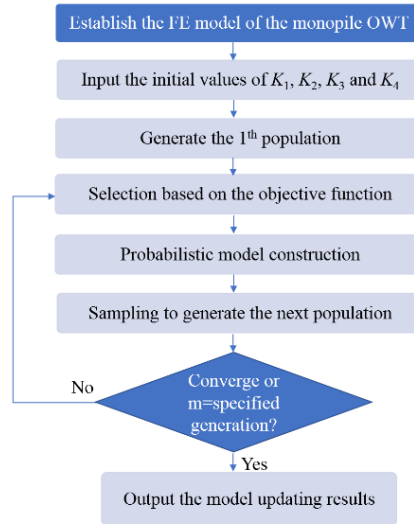 Establish the FE model of the monopile OWT
Input the initial values of K₁, K₂, K₃ and K₄
Generate the 1ᵗʰ population
Selection based on the objective function
Probabilistic model construction
Sampling to generate the next population
No
Converge or
m=specified
generation?
Yes
Output the model updating results